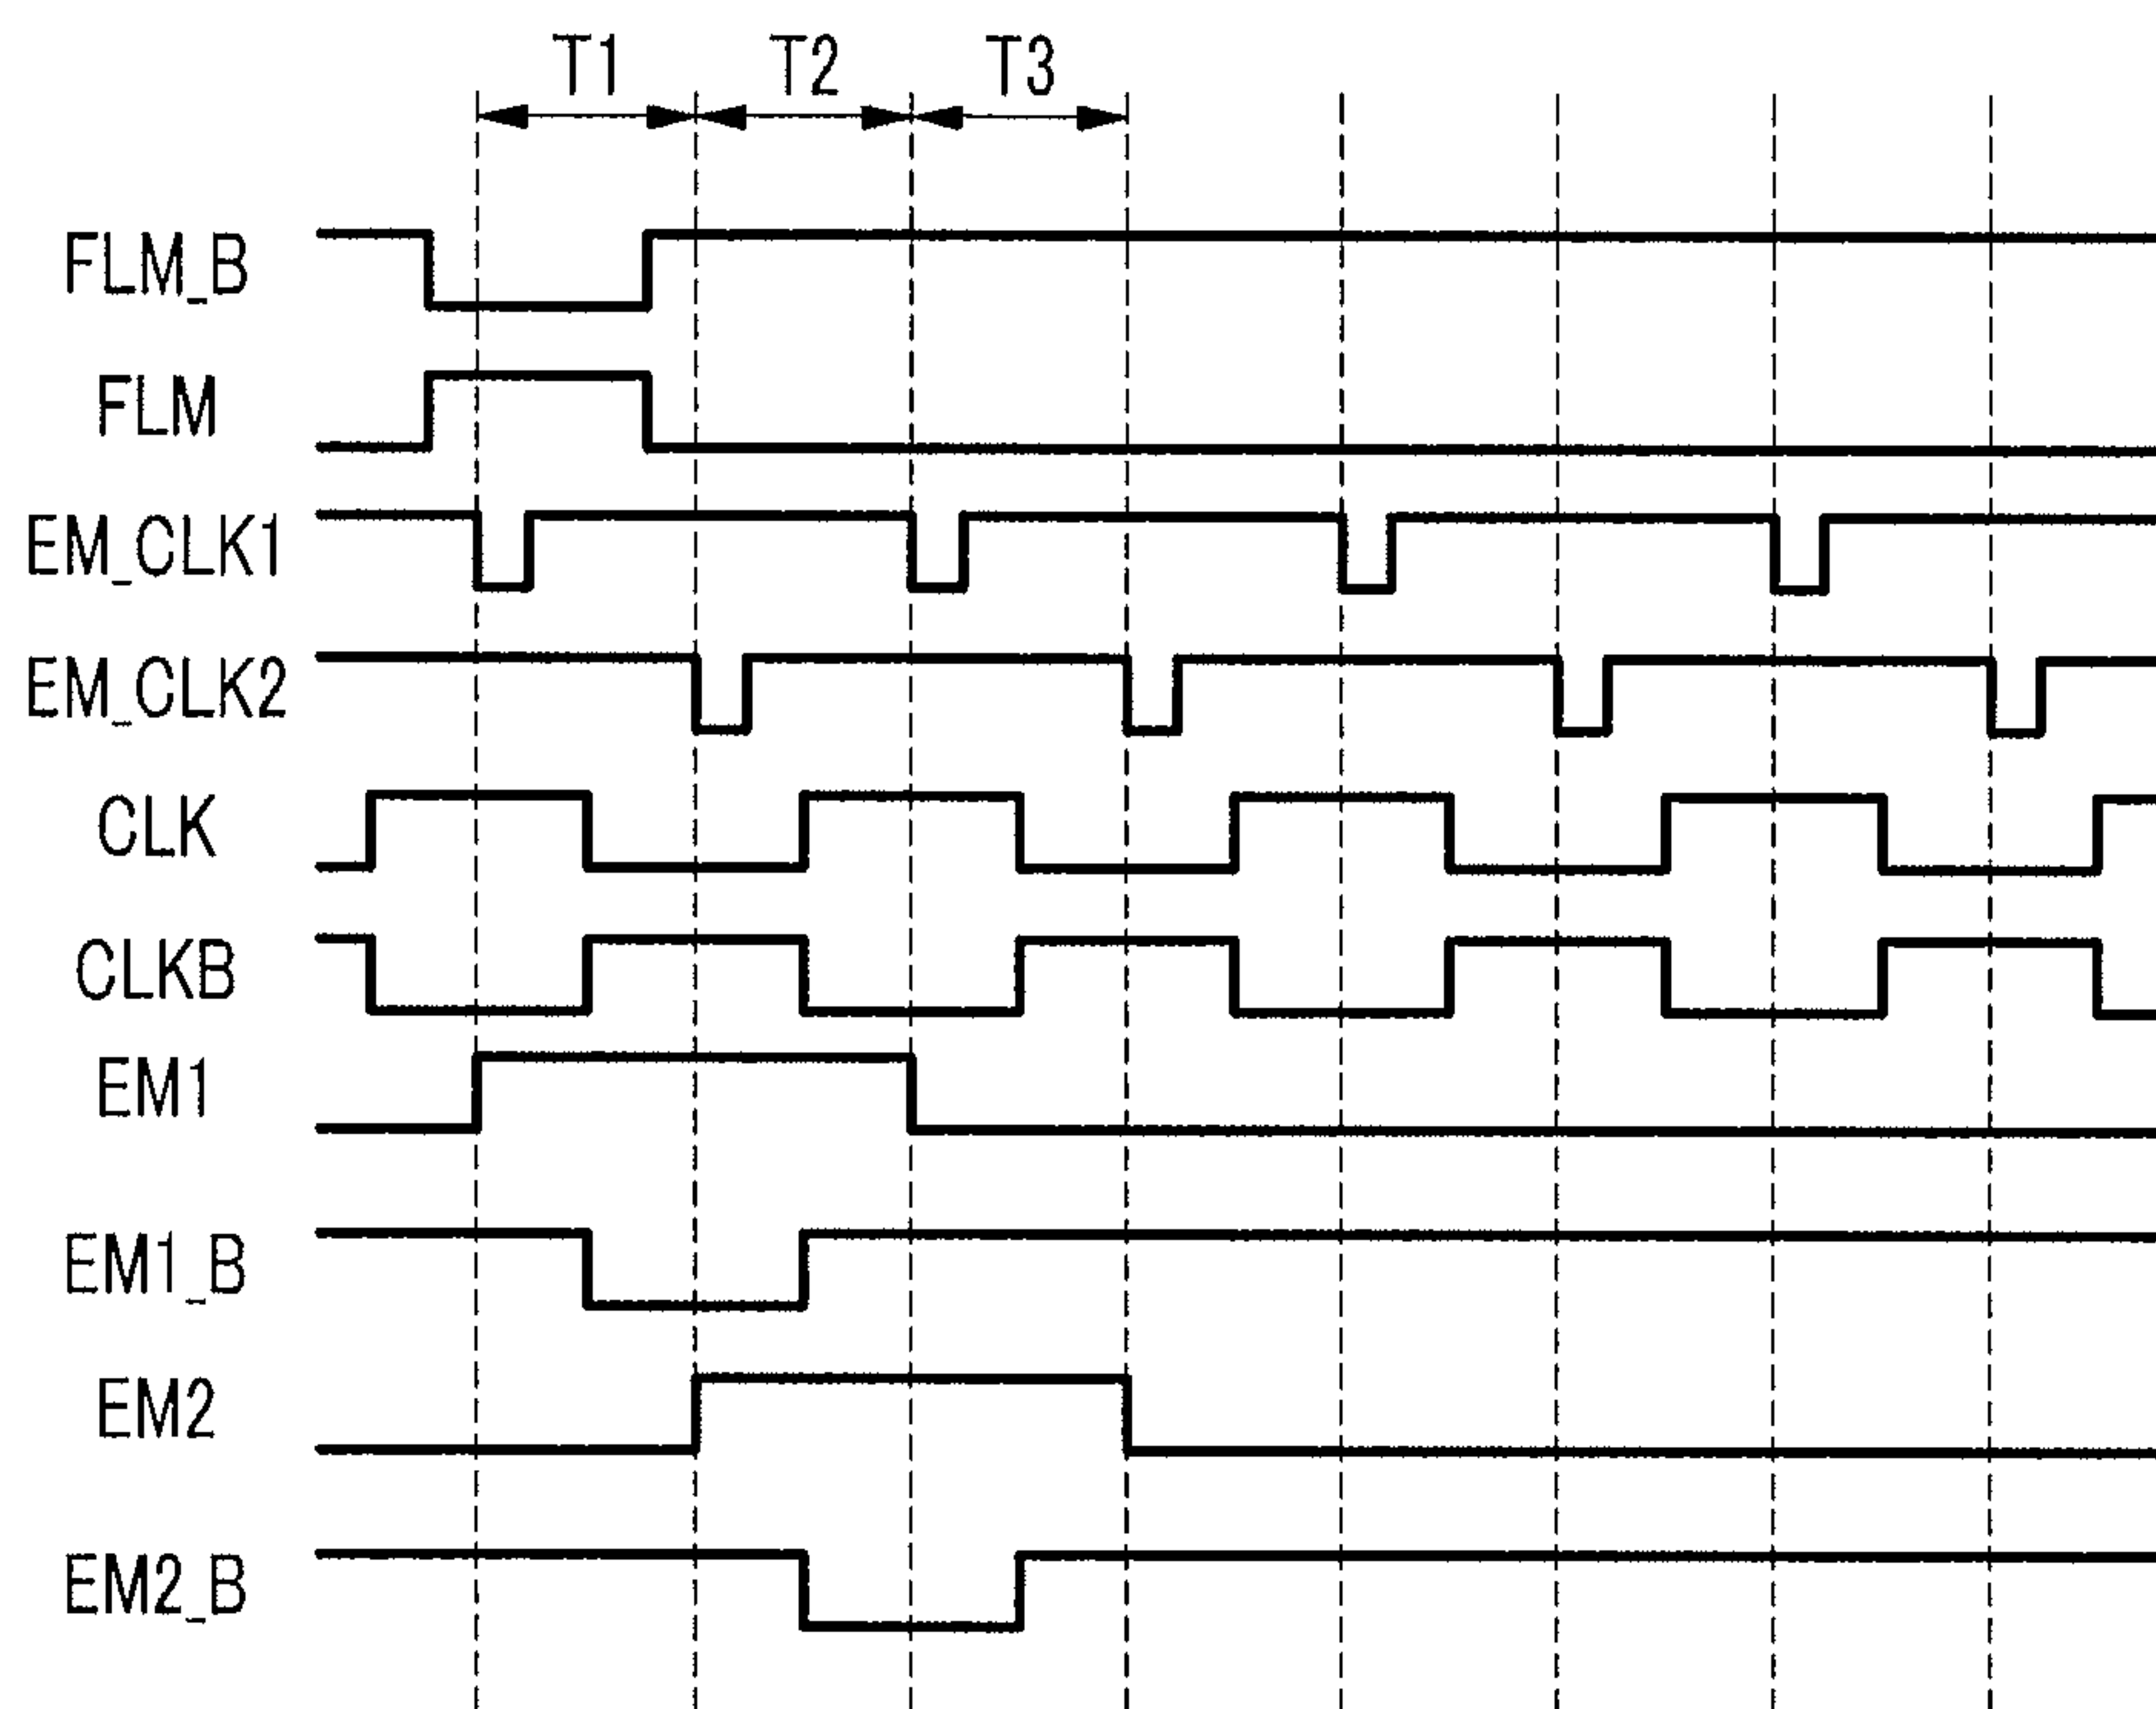 T1 T2 T3
FLM_B
FLM
EM_CLK1
EM_CLK2
CLK
CLKB
EM1
EM1_B
EM2
EM2_B